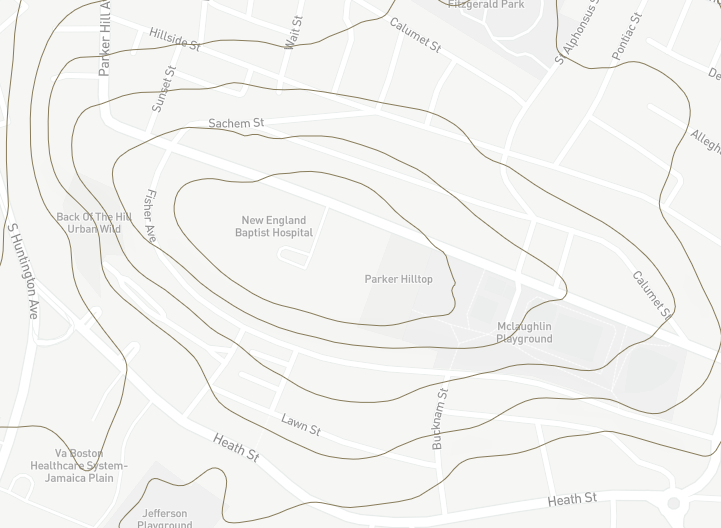 Fitzgerald Park
Parker Hill A
Hillside St
Wait St
Calumet St
S Alphonsus S
Pontiac St
De
Sunset St
Sachem St
Allegh
Fisher Ave
Back Of The Hill
Urban Wild
New England
Baptist Hospital
S Huntington Ave
Parker Hilltop
Calumet St
Mclaughlin
Playground
Bucknam St
Lawn St
Heath St
Va Boston
Healthcare System-
Jamaica Plain
Heath St
Jefferson
Playground